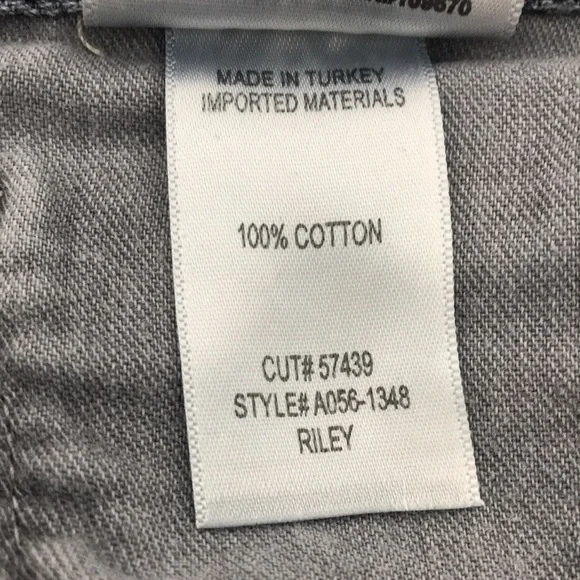 MADE IN TURKEY
IMPORTED MATERIALS
100% COTTON
CUT# 57439
STYLE# A056-1348
RILEY